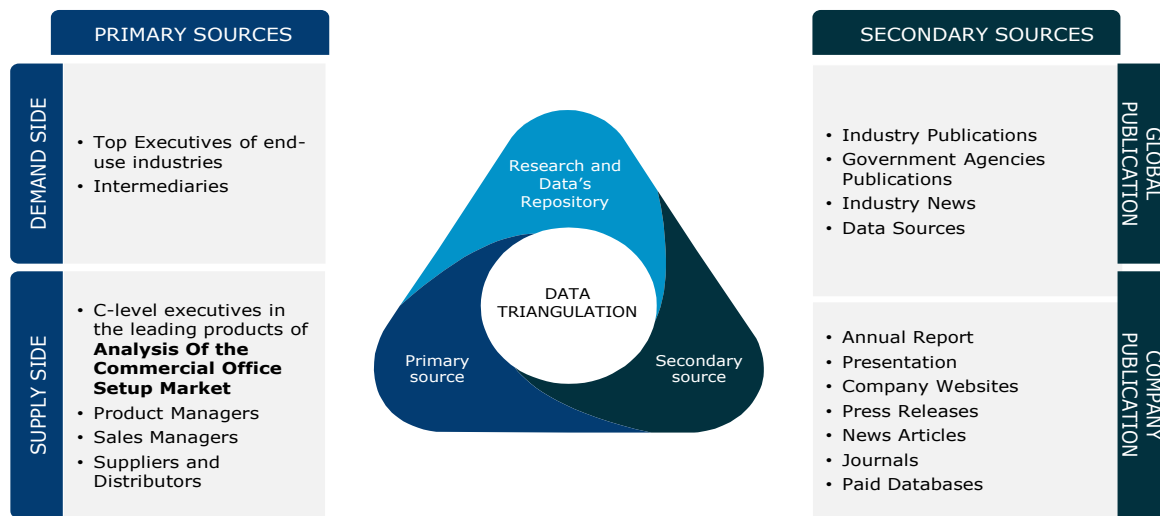 PRIMARY SOURCES
DEMAND SIDE
• Top Executives of end-
use industries
• Intermediaries
SUPPLY SIDE
• C-level executives in
the leading products of
Analysis Of the
Commercial Office
Setup Market
• Product Managers
• Sales Managers
• Suppliers and
Distributors
Research and
Data's
Repository
DATA
TRIANGULATION
Primary
source
Secondary
source
SECONDARY SOURCES
• Industry Publications
• Government Agencies
Publications
• Industry News
• Data Sources
GLOBAL
PUBLICATION
• Annual Report
• Presentation
• Company Websites
• Press Releases
• News Articles
• Journals
• Paid Databases
COMPANY
PUBLICATION